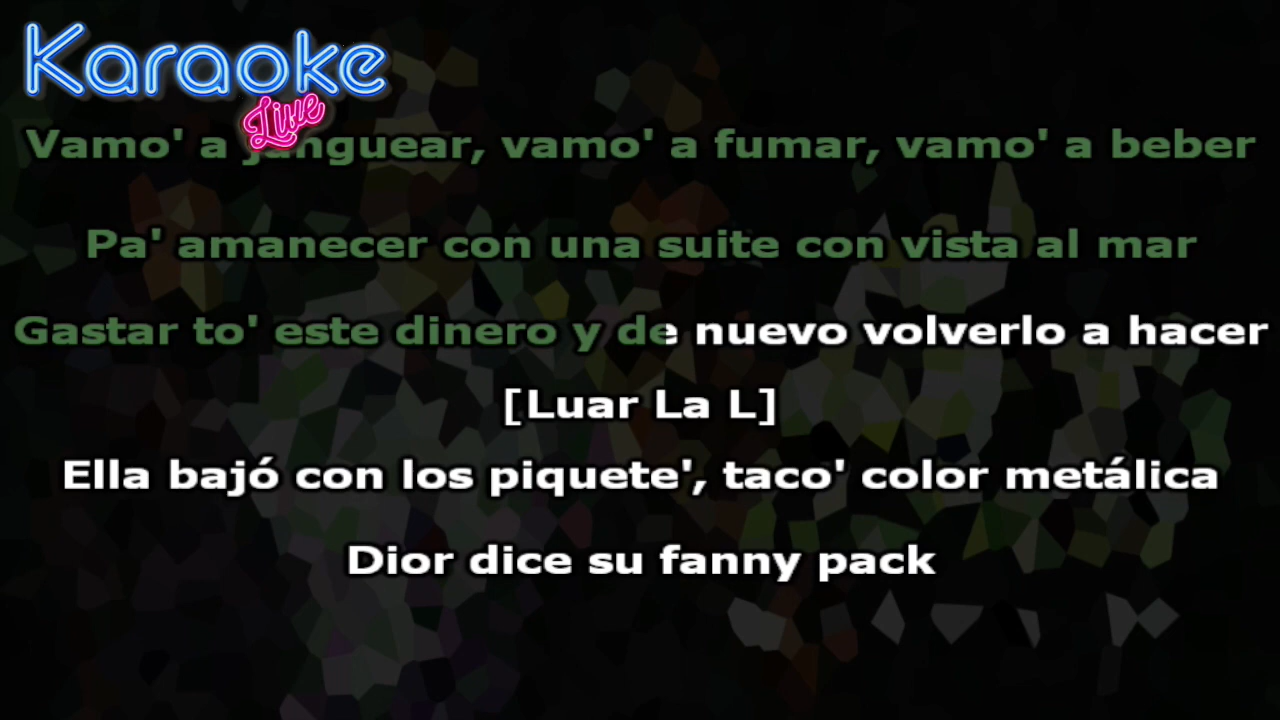 Karaoke
Live
Vamo' a janguear, vamo' a fumar, vamo' a beber
Pa' amanecer con una suite con vista al mar
Gastar to' este dinero y de nuevo volverlo a hacer
[Luar La L]
Ella bajó con los piquete', taco' color metálica
Dior dice su fanny pack